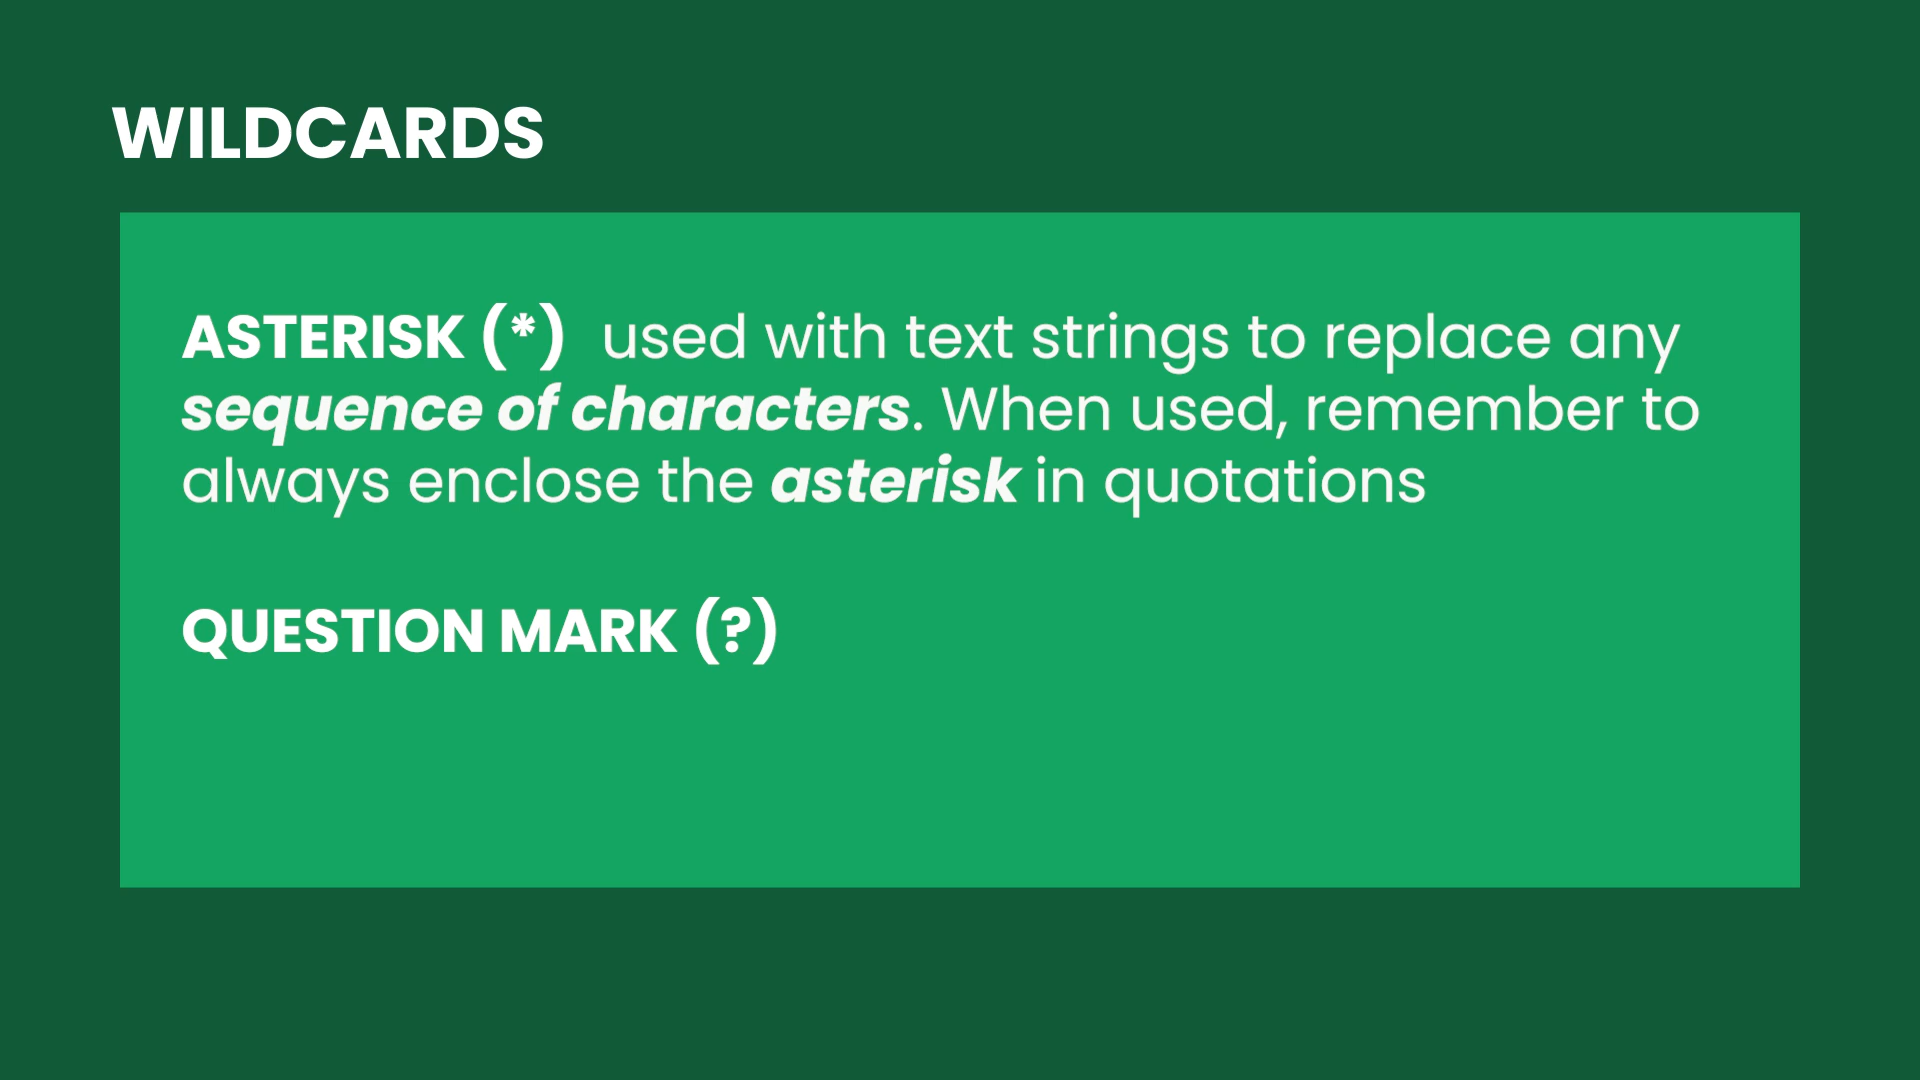 WILDCARDS
ASTERISK (*) used with text strings to replace any
sequence of characters. When used, remember to
always enclose the asterisk in quotations
QUESTION MARK (?)